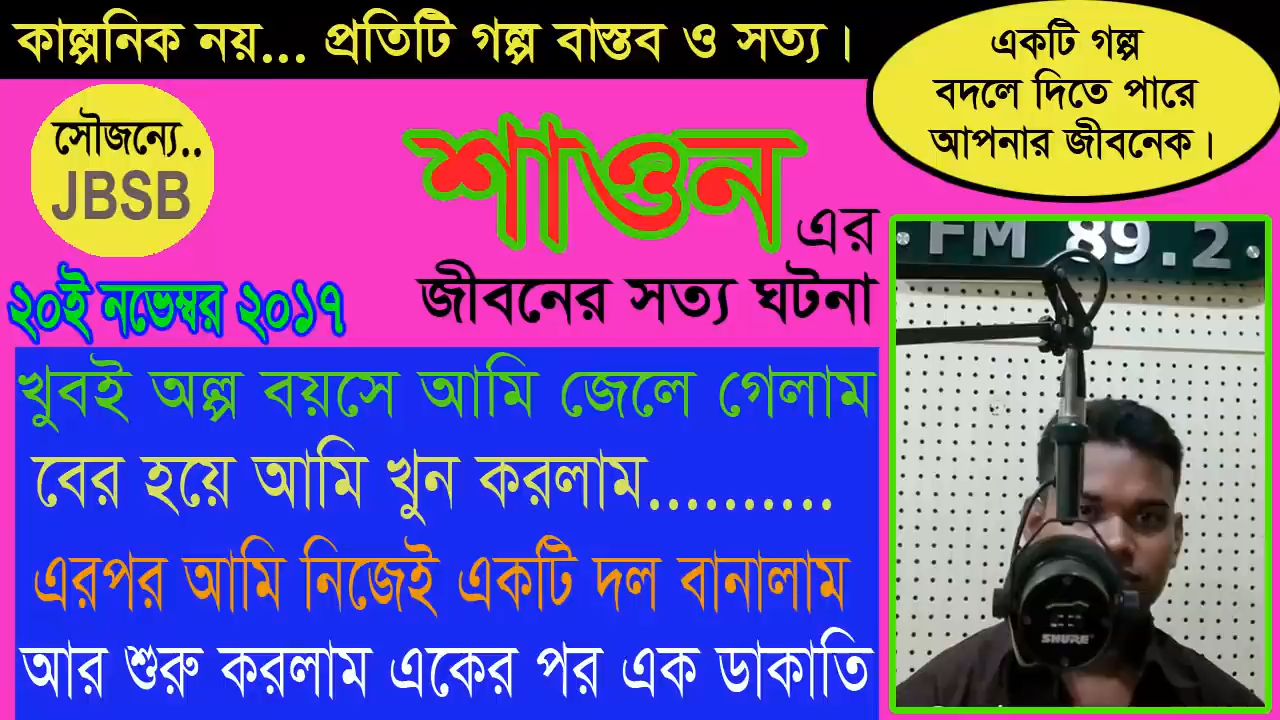 কাল্পনিক নয়... প্রতিটি গল্প বাস্তব ও সত্য।
একটি গল্প
বদলে দিতে পারে
আপনার জীবনেক।
সৌজন্যে..
JBSB
শাওন এর
জীবনের সত্য ঘটনা
২০ই নভেম্বর ২০১৭
খুবই অল্প বয়সে আমি জেলে গেলাম
বের হয়ে আমি খুন করলাম..........
এরপর আমি নিজেই একটি দল বানালাম
আর শুরু করলাম একের পর এক ডাকাতি
FM 89.2
SHURE